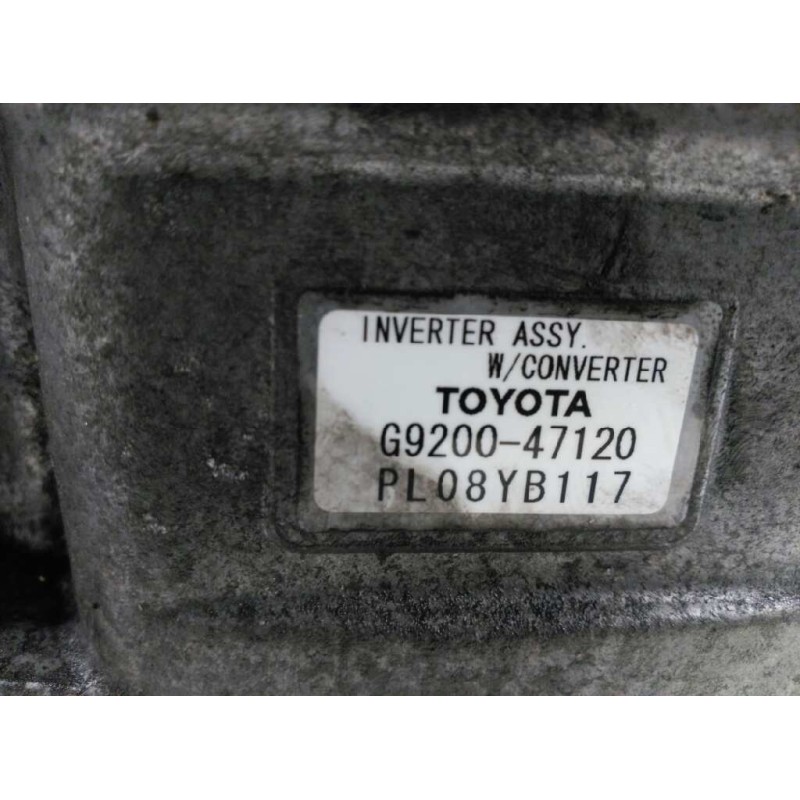 INVERTER ASSY.
W/CONVERTER
TOYOTA
G9200-47120
PL08YB117